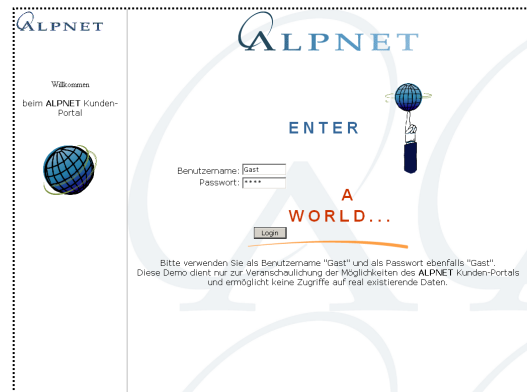 ALPNET
Willkommen
beim ALPNET Kunden-
Portal
ALPNET
ENTER
Benutzername: Gast
Passwort: ****
A
WORLD...
Login
Bitte verwenden Sie als Benutzername "Gast" und als Passwort ebenfalls "Gast".
Diese Demo dient nur zur Veranschaulichung der Möglichkeiten des ALPNET Kunden-Portals
und ermöglicht keine Zugriffe auf real existierende Daten.